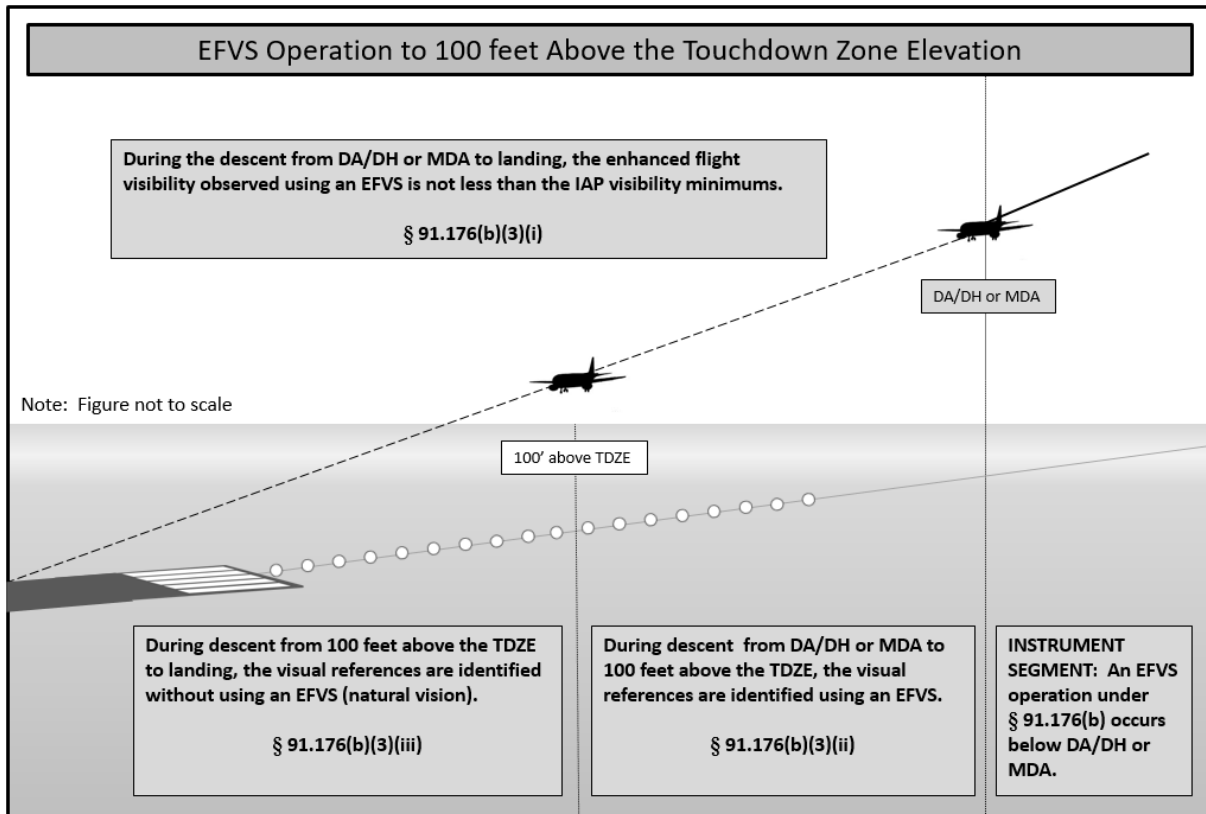 EFVS Operation to 100 feet Above the Touchdown Zone Elevation
During the descent from DA/DH or MDA to landing, the enhanced flight
visibility observed using an EFVS is not less than the IAP visibility minimums.
§ 91.176(b)(3)(i)
DA/DH or MDA
Note:  Figure not to scale
100' above TDZE
During descent from 100 feet above the TDZE
to landing, the visual references are identified
without using an EFVS (natural vision).
§ 91.176(b)(3)(iii)
During descent  from DA/DH or MDA to
100 feet above the TDZE, the visual
references are identified using an EFVS.
§ 91.176(b)(3)(ii)
INSTRUMENT
SEGMENT:  An EFVS
operation under
§ 91.176(b) occurs
below DA/DH or
MDA.